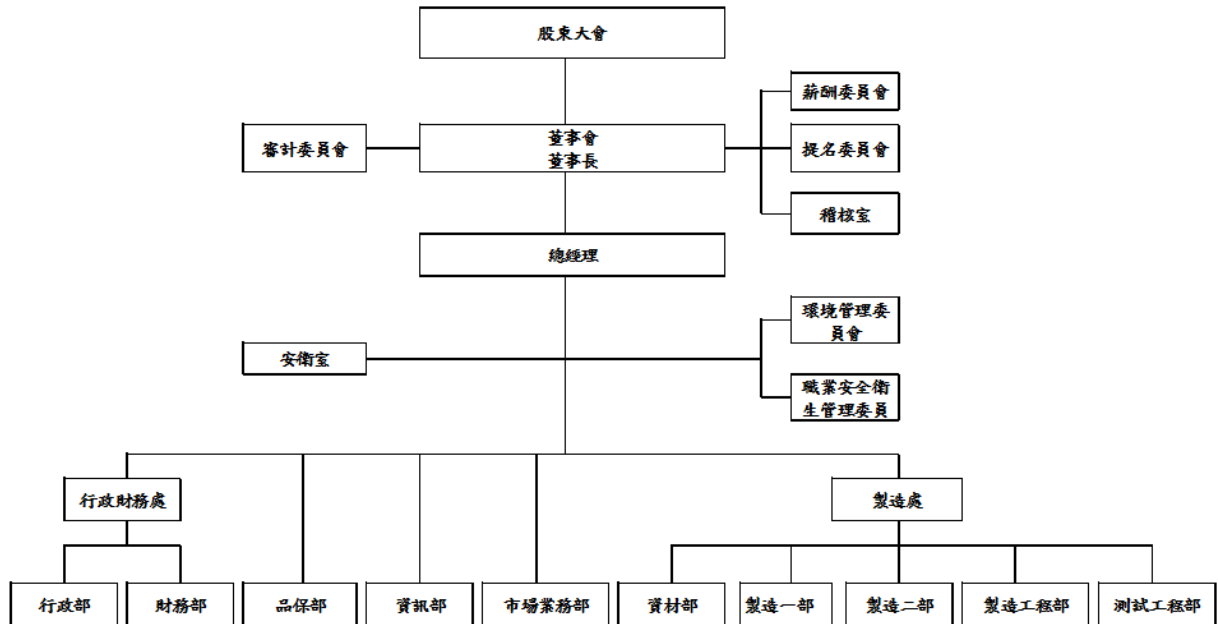 股東大會
薪酬委員會
審計委員會
董事會
董事長
提名委員會
稽核室
總經理
環境管理委
員會
安衛室
職業安全衛
生管理委員
行政財務處
製造處
行政部
財務部
品保部
資訊部
市場業務部
資材部
製造一部
製造二部
製造工程部
測試工程部